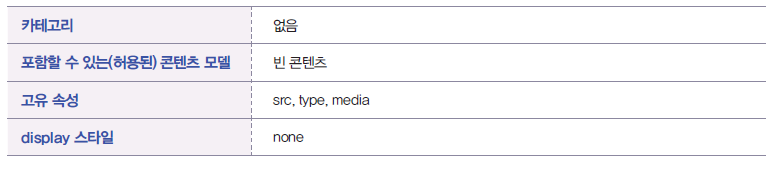 카테고리 없음
포함할 수 있는(허용된) 콘텐츠 모델 빈 콘텐츠
고유 속성 src, type, media
display 스타일 none